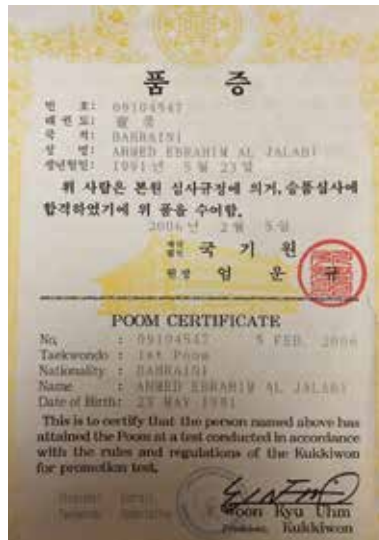 품 증
번 호: 09104547
태권도:
국 적: BAHRAINI
성 명: AHMED EBRAHIM AL JALABI
생년월일: 1991년 5월 23일
위 사람은 본원 심사규정에 의거, 승품심사에
합격하였기에 위 품을 수여함.
2006년 2월 5일
재단법인 국 기 원
원장 엄 운 규
POOM CERTIFICATE
No. : 09104547 5 FEB. 2006
Taekwondo : 1st Poom
Nationality : BAHRAINI
Name : AHMED EBRAHIM AL JALABI
Date of Birth: 23 MAY
This is to certify that the person named above has
attained the Poom at a test conducted in accordance
with the rules and regulations of the Kukkiwon
for promotion test.
Woon Kyu Uhm
President, Kukkiwon